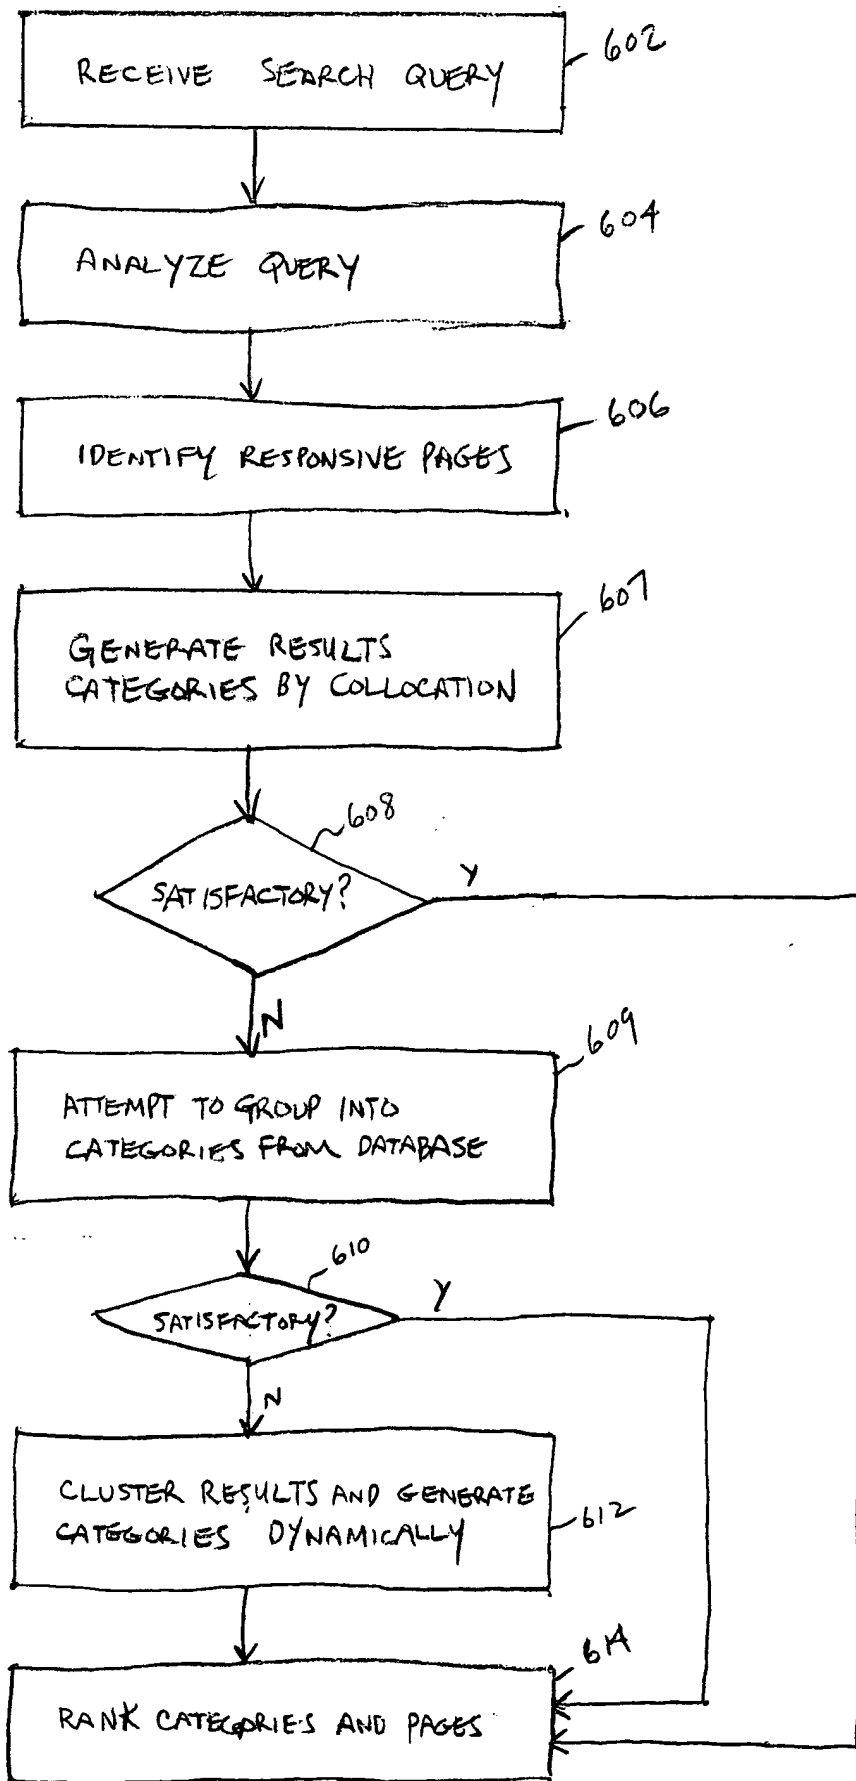 RECEIVE SEARCH QUERY
602
ANALYZE QUERY
604
IDENTIFY RESPONSIVE PAGES
606
GENERATE RESULTS
CATEGORIES BY COLLOCATION
607
608
SATISFACTORY?
Y
N
609
ATTEMPT TO GROUP INTO
CATEGORIES FROM DATABASE
610
SATISFACTORY?
Y
N
CLUSTER RESULTS AND GENERATE
CATEGORIES DYNAMICALLY
612
614
RANK CATEGORIES AND PAGES